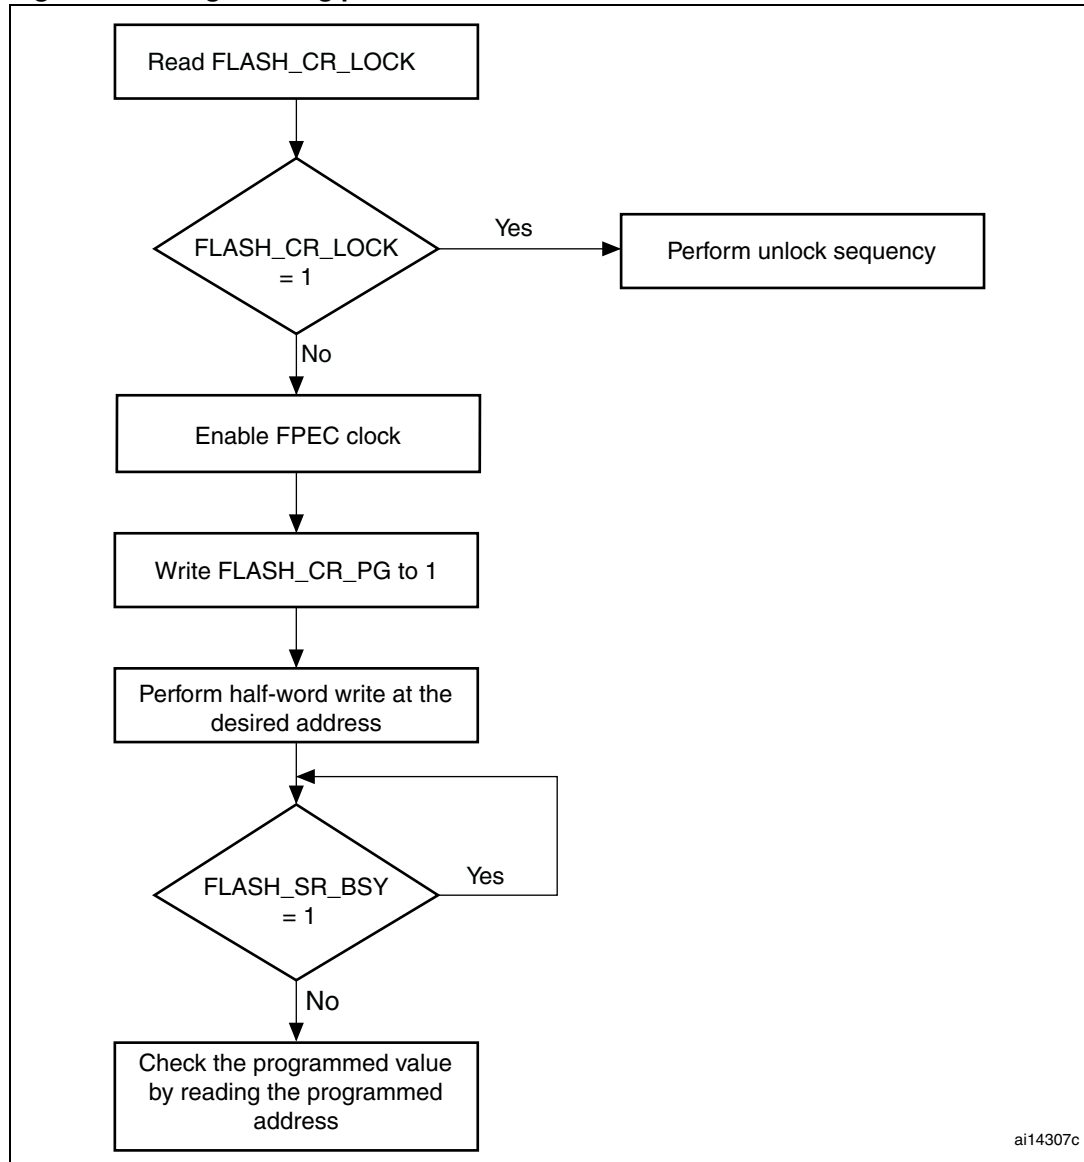 Read FLASH_CR_LOCK
FLASH_CR_LOCK
= 1
Yes
Perform unlock sequency
No
Enable FPEC clock
Write FLASH_CR_PG to 1
Perform half-word write at the
desired address
FLASH_SR_BSY
= 1
Yes
No
Check the programmed value
by reading the programmed
address
ai14307c